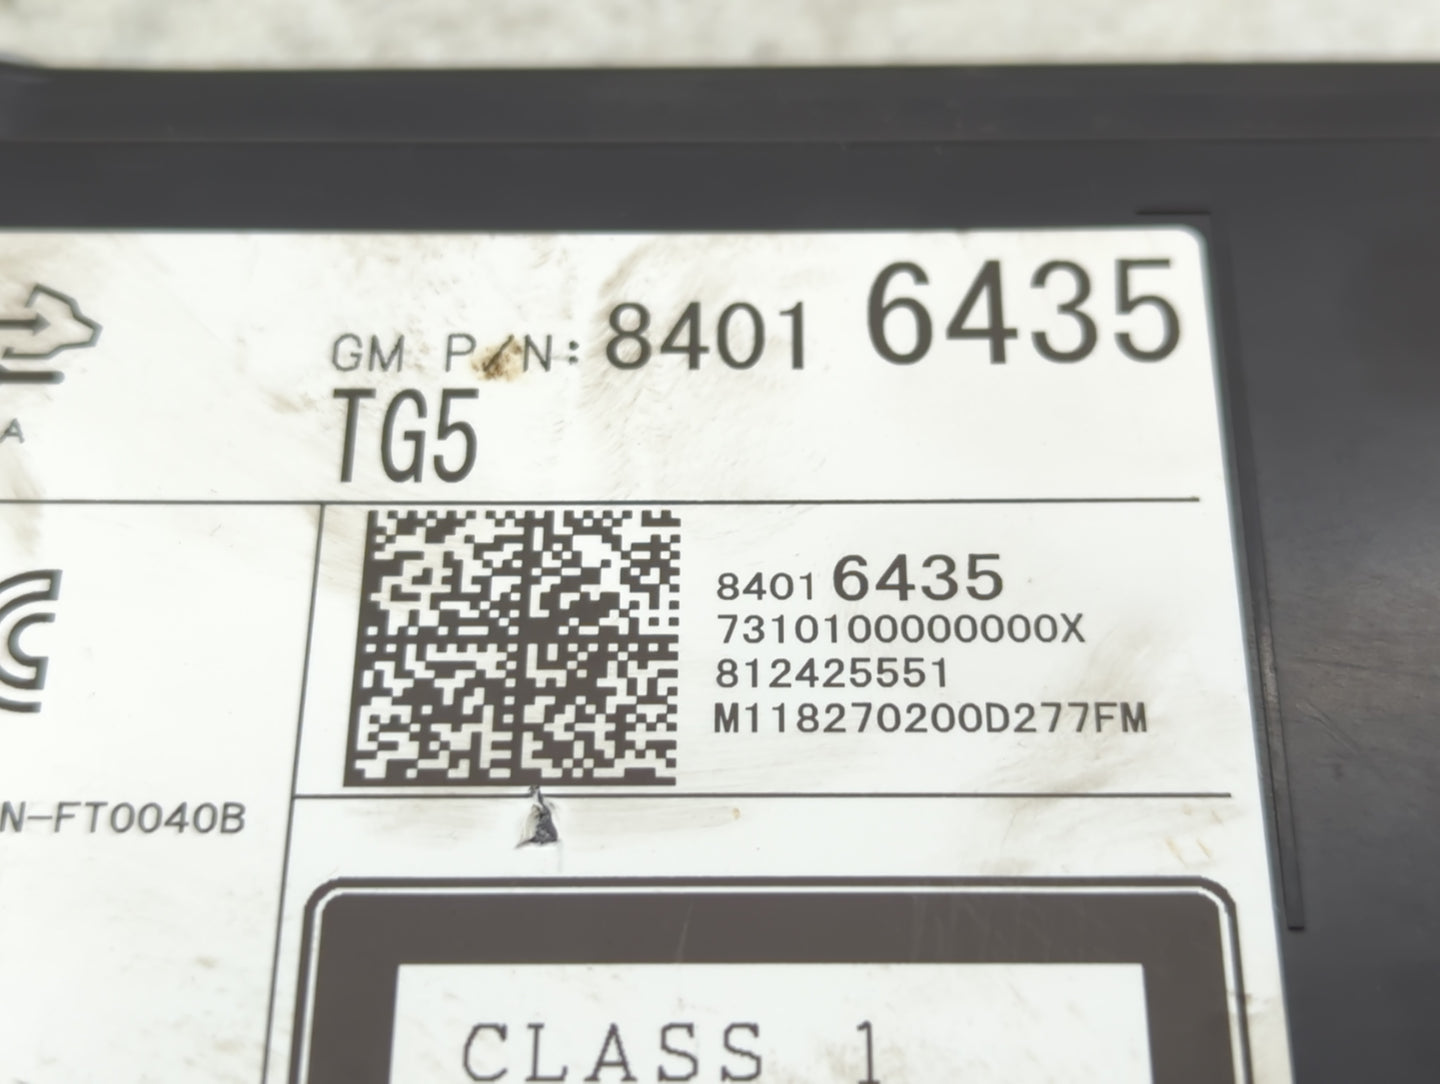 GM P/N: 8401 6435
TG5
A
8401 6435
7310100000000X
812425551
M118270200D277FM
N-FT0040B
CLASS 1